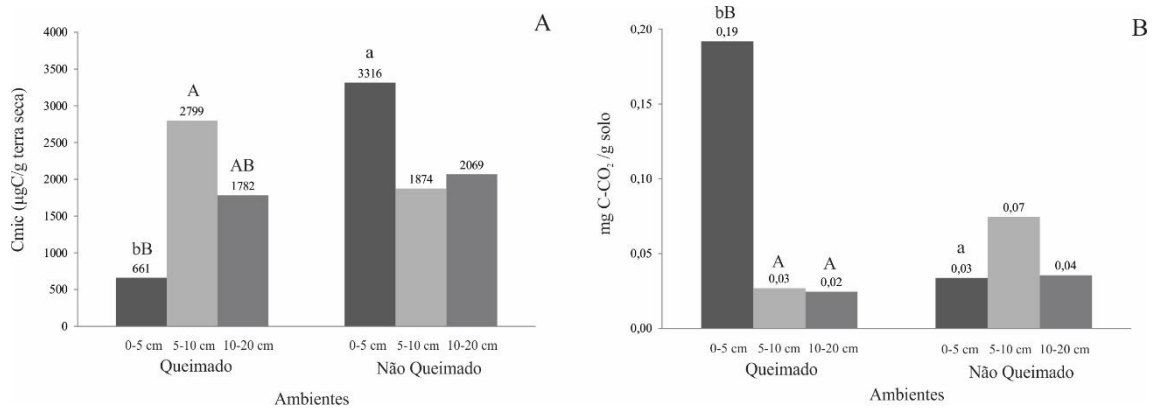 A
Cmic (µgC/g terra seca)
4000
3500
3000
2500
2000
1500
1000
500
0
bB
661
A
2799
AB
1782
a
3316
1874
2069
0-5 cm 5-10 cm 10-20 cm
0-5 cm 5-10 cm 10-20 cm
Queimado
Não Queimado
Ambientes
B
mg C-CO₂ /g solo
0,20
0,15
0,10
0,05
0,00
bB
0,19
A
0,03
A
0,02
a
0,03
0,07
0,04
0-5 cm 5-10 cm 10-20 cm
0-5 cm 5-10 cm 10-20 cm
Queimado
Não Queimado
Ambientes